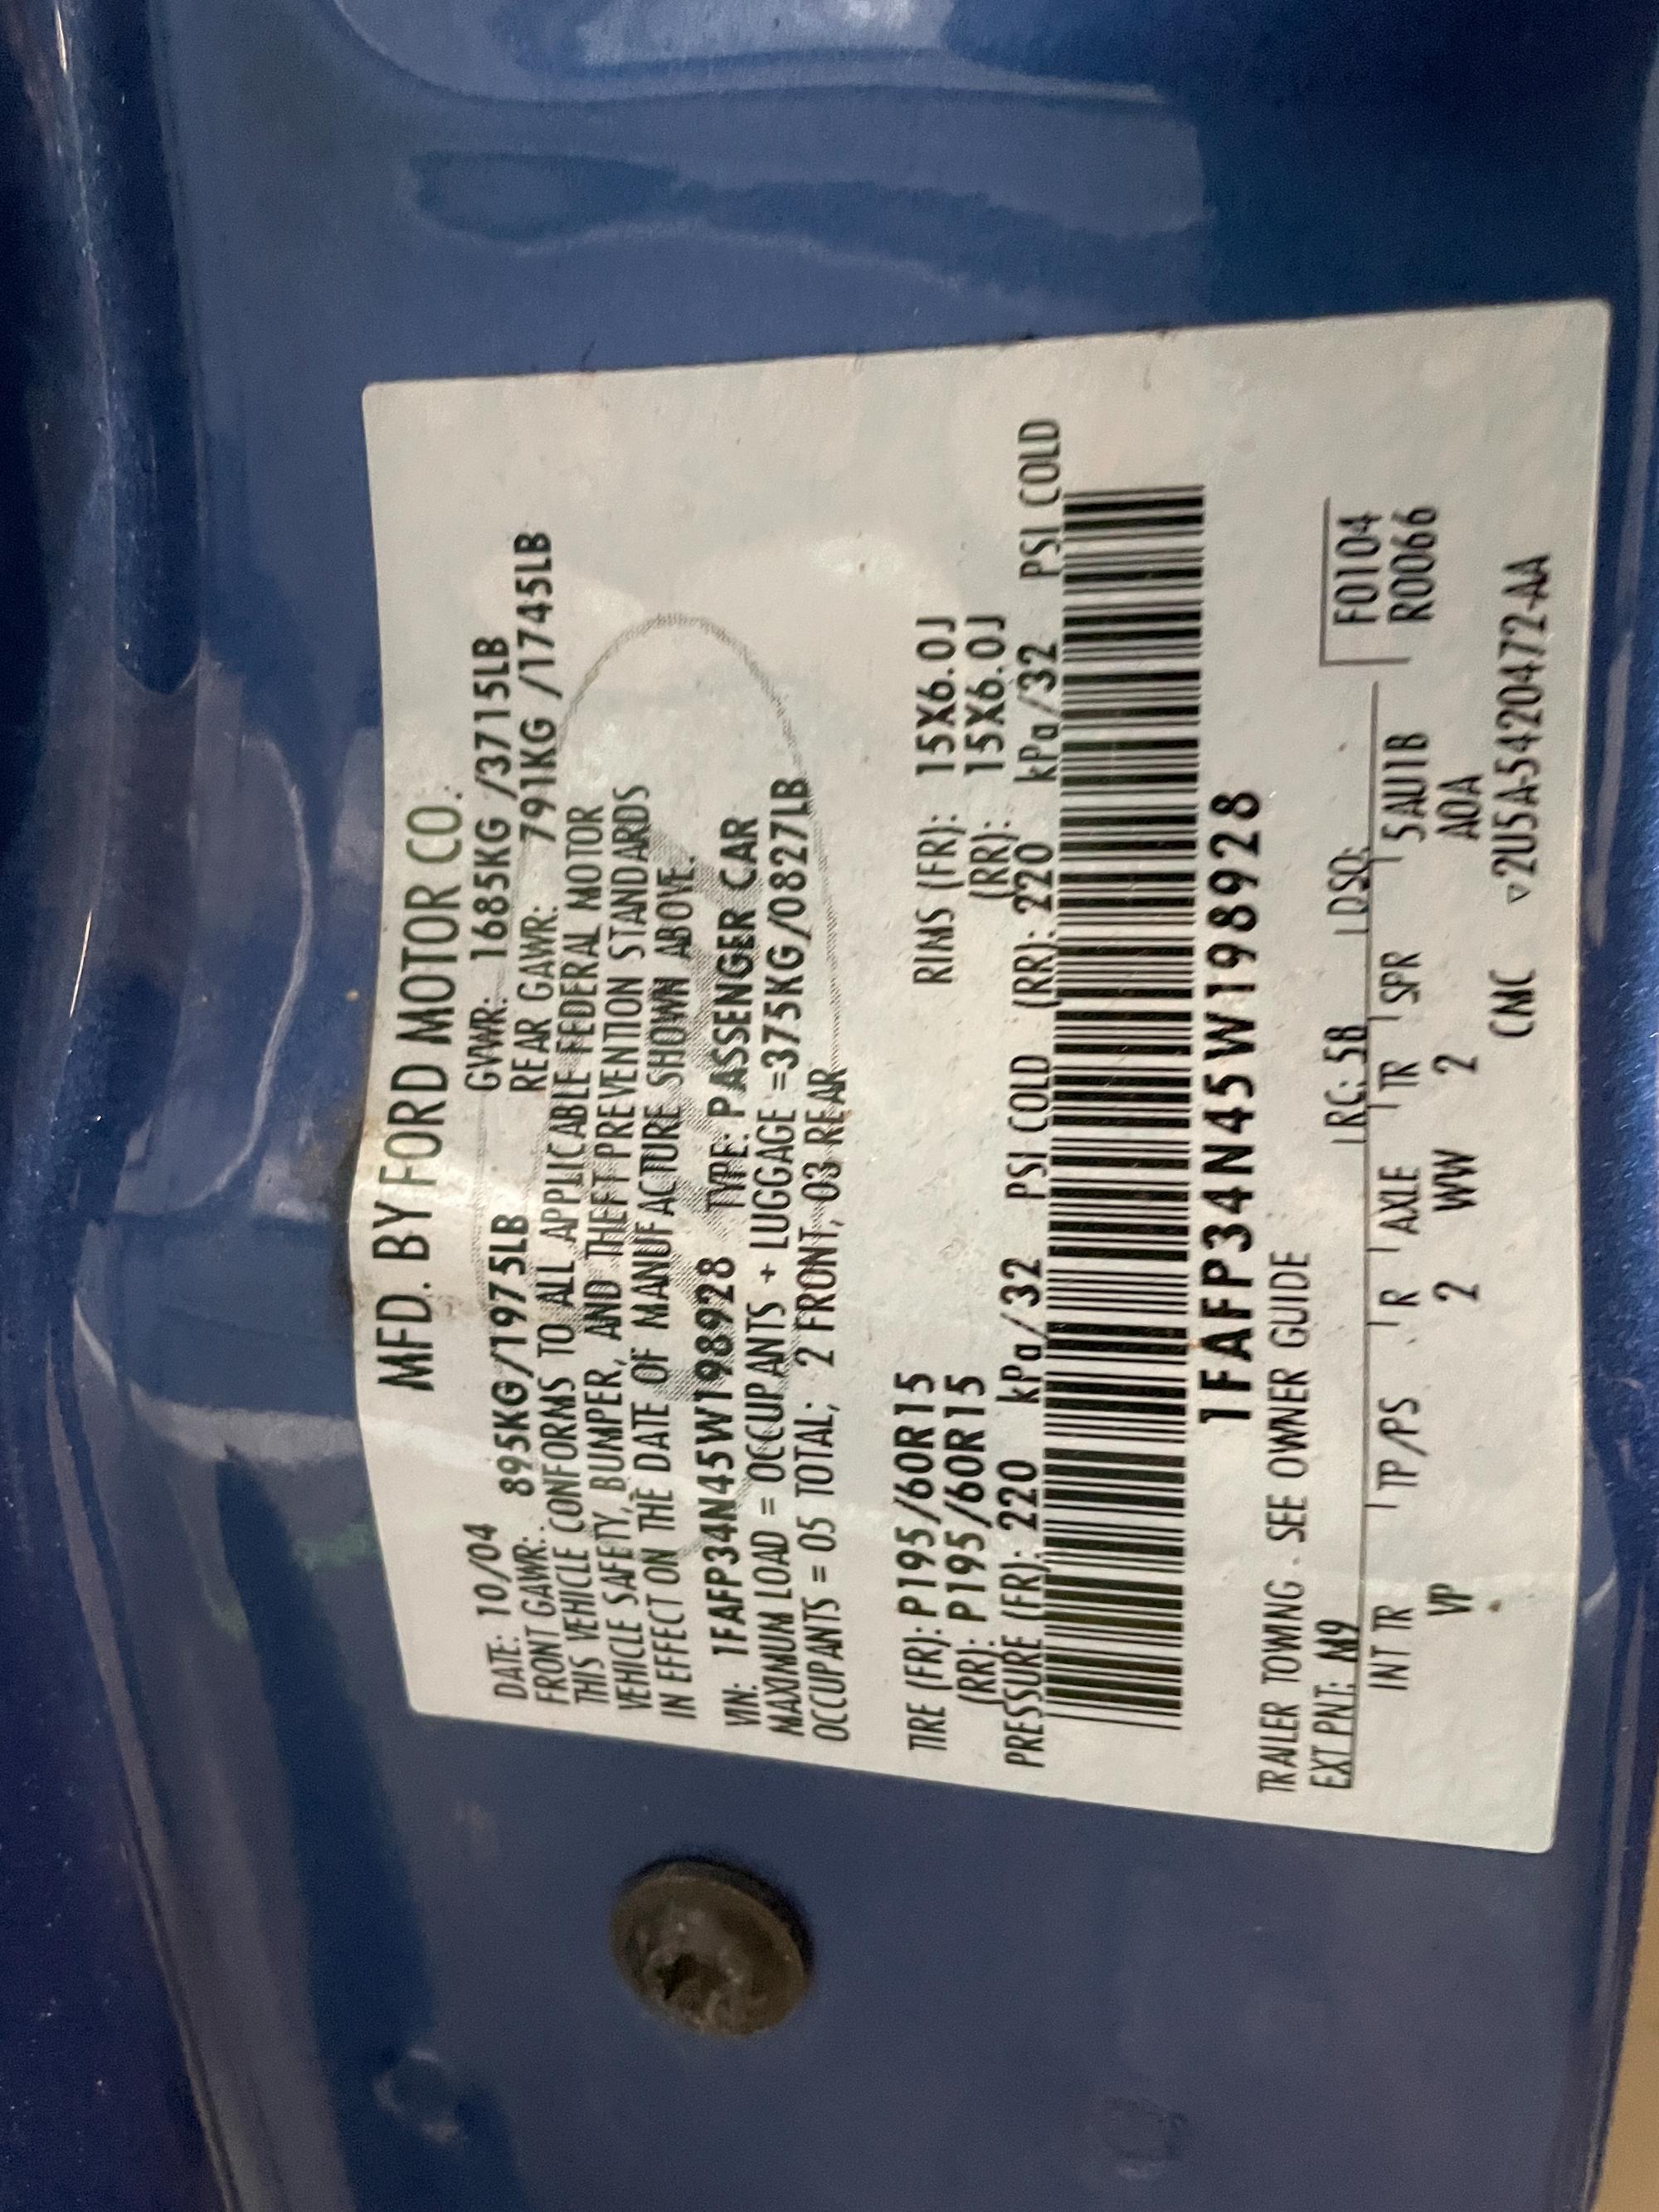 MFD. BY FORD MOTOR CO.
DATE: 10/04 GVWR: 1685KG /3715LB
FRONT GAWR: 895KG/1975LB REAR GAWR: 791KG /1745LB
THIS VEHICLE CONFORMS TO ALL APPLICABLE FEDERAL MOTOR
VEHICLE SAFETY, BUMPER, AND THEFT PREVENTION STANDARDS
IN EFFECT ON THE DATE OF MANUFACTURE SHOWN ABOVE.
VIN: 1FAFP34N45W198928 TYPE: PASSENGER CAR
MAXIMUM LOAD = OCCUPANTS + LUGGAGE =375KG/0827LB
OCCUPANTS = 05 TOTAL; 2 FRONT, 03 REAR
TIRE (FR): P195/60R15 RIMS (FR): 15X6.0J
(RR): P195/60R15 (RR): 15X6.0J
PRESSURE (FR): 220 kPa/32 PSI COLD (RR): 220 kPa/32 PSI COLD
1FAFP34N45W198928
TRAILER TOWING - SEE OWNER GUIDE
EXT PNT: M9 RC: 58 DSO: F0104
INT TR TP/PS R AXLE TR SPR 5AU1B R0066
VP 2 WW 2 A0A
CMC ▽2U5A-5420472-AA